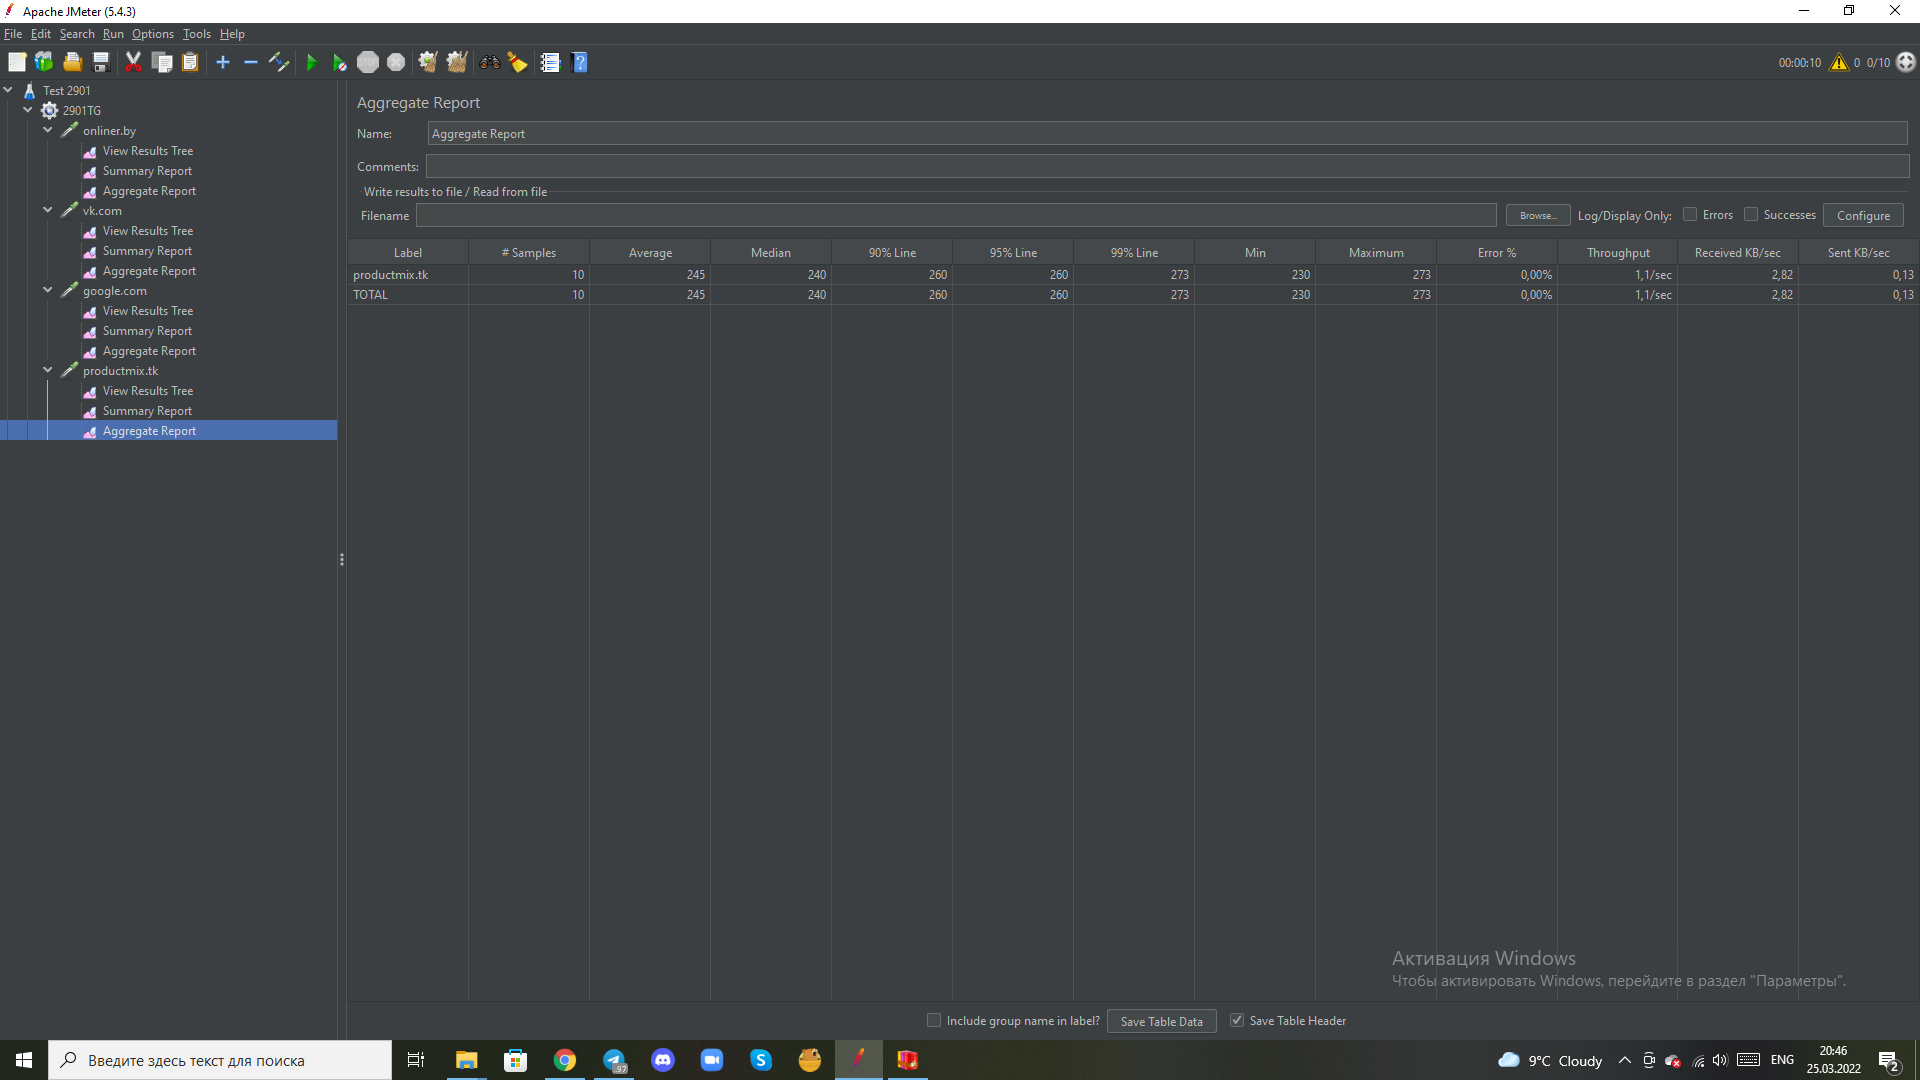 Apache JMeter (5.4.3)
File Edit Search Run Options Tools Help
00:00:10 0 0/10
Test 2901
2901TG
onliner.by
View Results Tree
Summary Report
Aggregate Report
vk.com
View Results Tree
Summary Report
Aggregate Report
google.com
View Results Tree
Summary Report
Aggregate Report
productmix.tk
View Results Tree
Summary Report
Aggregate Report
Aggregate Report
Name: Aggregate Report
Comments:
Write results to file / Read from file
Filename Browse... Log/Display Only: Errors Successes Configure
Label # Samples Average Median 90% Line 95% Line 99% Line Min Maximum Error % Throughput Received KB/sec Sent KB/sec
productmix.tk 10 245 240 260 260 273 230 273 0,00% 1,1/sec 2,82 0,13
TOTAL 10 245 240 260 260 273 230 273 0,00% 1,1/sec 2,82 0,13
Активация Windows
Чтобы активировать Windows, перейдите в раздел "Параметры".
Include group name in label? Save Table Data Save Table Header
Введите здесь текст для поиска
97
9°C Cloudy
ENG
20:46
25.03.2022
2